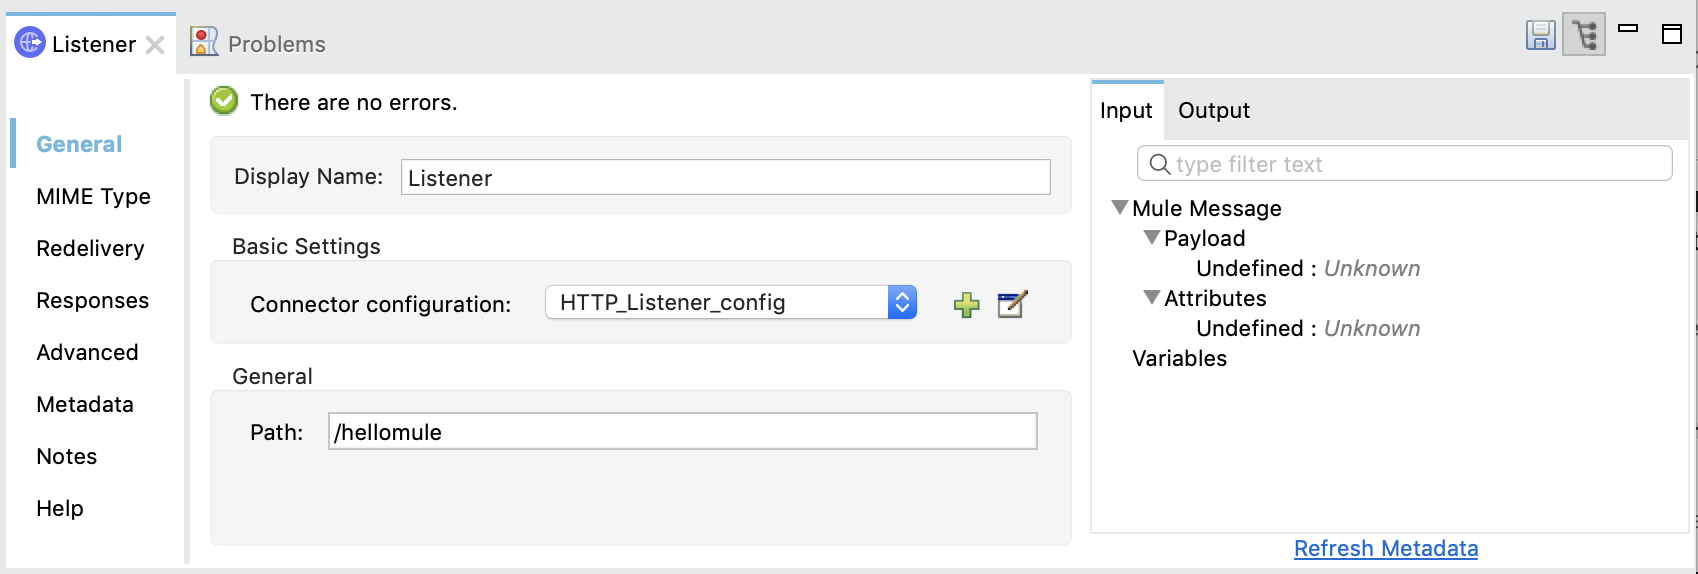 Listener
Problems
General
MIME Type
Redelivery
Responses
Advanced
Metadata
Notes
Help
There are no errors.
Display Name: Listener
Basic Settings
Connector configuration: HTTP_Listener_config
General
Path: /hellomule
Input Output
type filter text
Mule Message
Payload
Undefined : Unknown
Attributes
Undefined : Unknown
Variables
Refresh Metadata